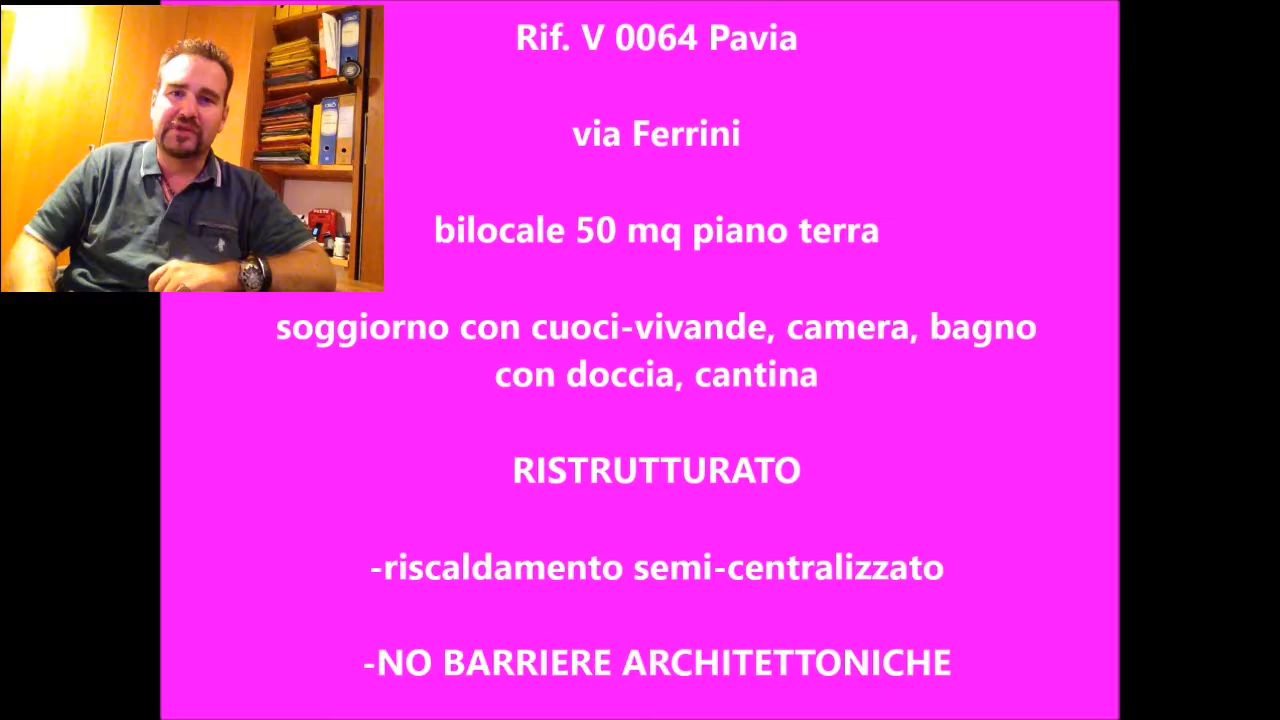 Rif. V 0064 Pavia
via Ferrini
bilocale 50 mq piano terra
soggiorno con cuoci-vivande, camera, bagno
con doccia, cantina
RISTRUTTURATO
-riscaldamento semi-centralizzato
-NO BARRIERE ARCHITETTONICHE